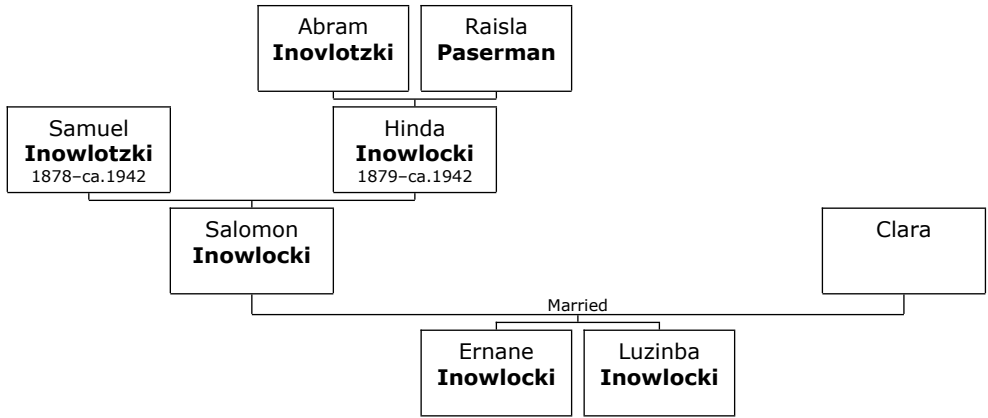 Abram
Inovlotzki
Raisla
Paserman
Samuel
Inowlotzki
1878–ca.1942
Hinda
Inowlocki
1879–ca.1942
Salomon
Inowlocki
Clara
Married
Ernane
Inowlocki
Luzinba
Inowlocki